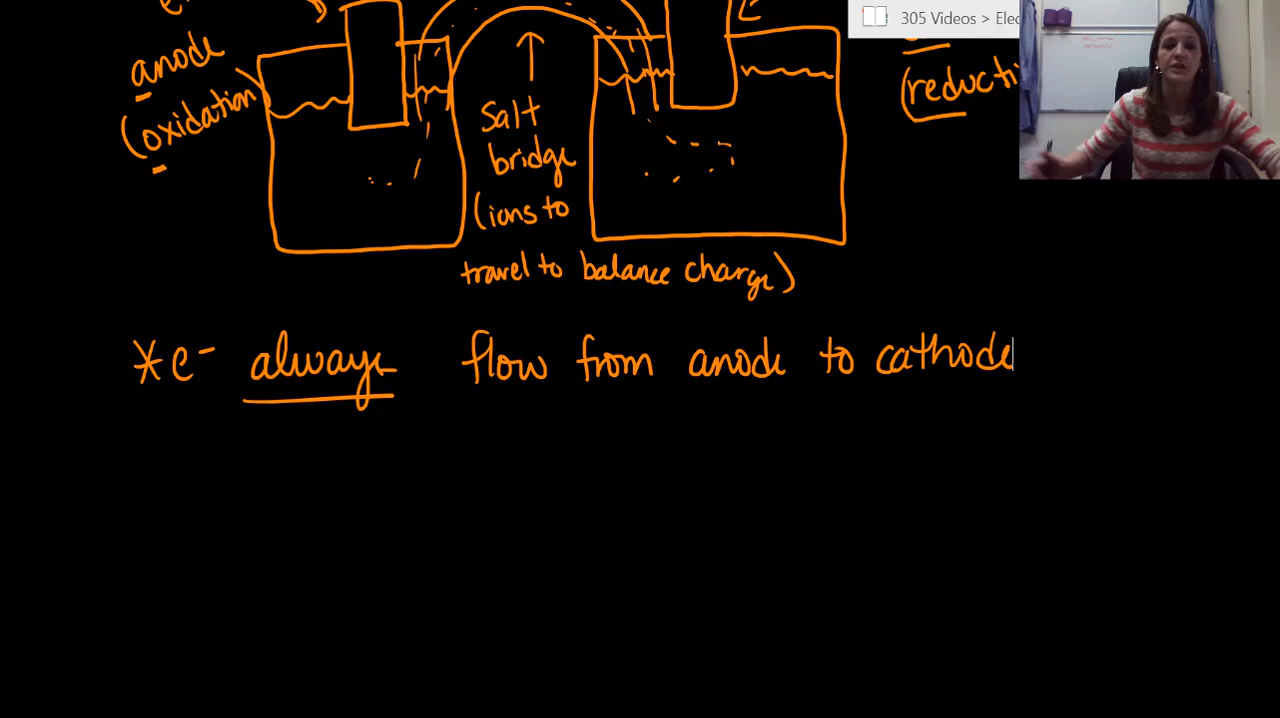 305 Videos > Elec
anode
(oxidation)
(reducti
Salt
bridge
(ions to
travel to balance charge)
*e⁻ always flow from anode to cathode